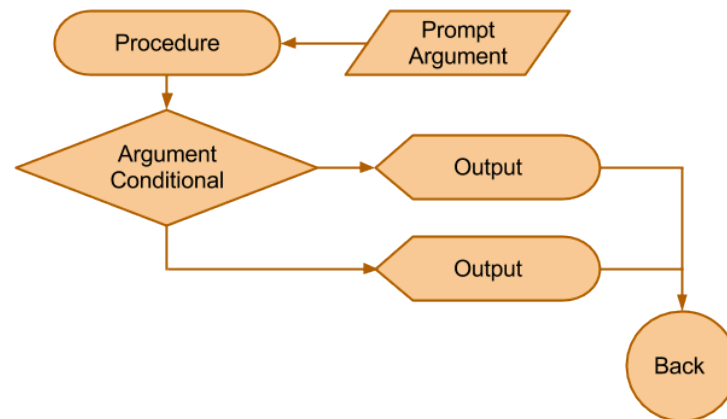 Procedure
Prompt
Argument
Argument
Conditional
Output
Output
Back